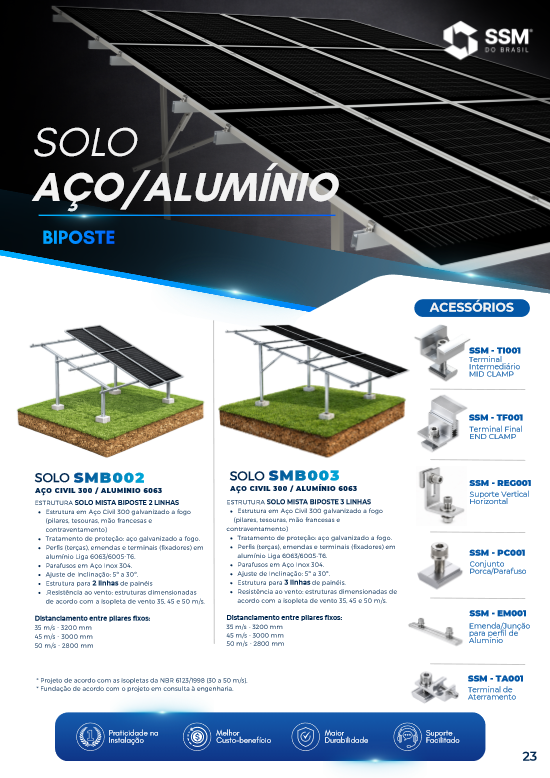 SSM
DO BRASIL
SOLO
AÇO/ALUMÍNIO
BIPOSTE
ACESSÓRIOS
SSM - TI001
Terminal
Intermediário
MID CLAMP
SSM - TF001
Terminal Final
END CLAMP
SSM - REG001
Suporte Vertical
Horizontal
SSM - PC001
Conjunto
Porca/Parafuso
SSM - EM001
Emenda/Junção
para perfil de
Alumínio
SSM - TA001
Terminal de
Aterramento
SOLO SMB002
AÇO CIVIL 300 / ALUMÍNIO 6063
ESTRUTURA SOLO MISTA BIPOSTE 2 LINHAS
• Estrutura em Aço Civil 300 galvanizado a fogo
(pilares, tesouras, mão francesas e
contraventamento)
• Tratamento de proteção: aço galvanizado a fogo.
• Perfis (terças), emendas e terminais (fixadores) em
alumínio Liga 6063/6005-T6.
• Parafusos em Aço Inox 304.
• Ajuste de Inclinação: 5° a 30°.
• Estrutura para 2 linhas de painéis
• .Resistência ao vento: estruturas dimensionadas
de acordo com a isopleta de vento 35, 45 e 50 m/s.
Distanciamento entre pilares fixos:
35 m/s - 3200 mm
45 m/s - 3000 mm
50 m/s - 2800 mm
SOLO SMB003
AÇO CIVIL 300 / ALUMÍNIO 6063
ESTRUTURA SOLO MISTA BIPOSTE 3 LINHAS
• Estrutura em Aço Civil 300 galvanizado a fogo
(pilares, tesouras, mão francesas e
contraventamento)
• Tratamento de proteção: aço galvanizado a fogo.
• Perfis (terças), emendas e terminais (fixadores) em
alumínio Liga 6063/6005-T6.
• Parafusos em Aço Inox 304.
• Ajuste de Inclinação: 5° a 30°.
• Estrutura para 3 linhas de painéis.
• Resistência ao vento: estruturas dimensionadas
de acordo com a isopleta de vento 35, 45 e 50 m/s.
Distanciamento entre pilares fixos:
35 m/s - 3200 mm
45 m/s - 3000 mm
50 m/s - 2800 mm
* Projeto de acordo com as isopletas da NBR 6123/1998 (30 a 50 m/s).
* Fundação de acordo com o projeto em consulta à engenharia.
Praticidade na
Instalação
Melhor
Custo-benefício
Maior
Durabilidade
Suporte
Facilitado
23